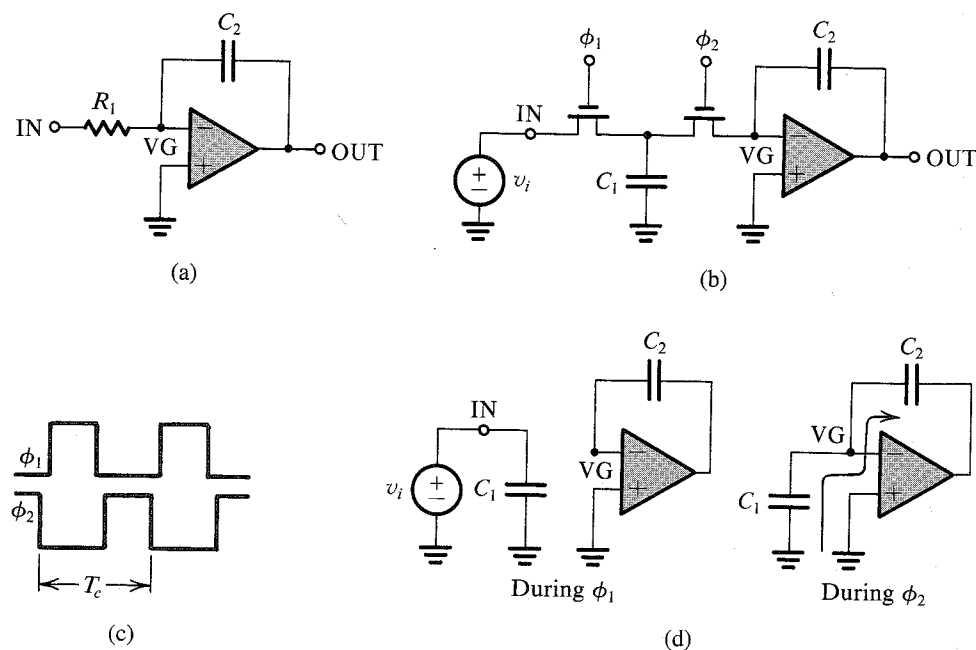 C₂
IN
R₁
−
VG
+
OUT
(a)
ϕ₁
ϕ₂
C₂
IN
−
VG
+
OUT
+
−
vᵢ
C₁
(b)
ϕ₁
ϕ₂
T_c
(c)
C₂
IN
−
VG
+
+
−
vᵢ
C₁
During ϕ₁
C₂
VG
−
+
C₁
During ϕ₂
(d)